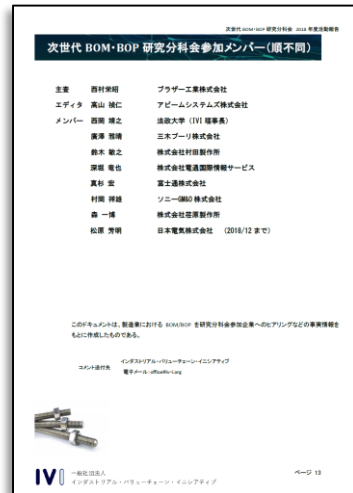 次世代 BOM・BOP 研究分科会 2018 年度活動報告
次世代 BOM・BOP 研究分科会参加メンバー(順不同)
主査 西村栄昭 ブラザー工業株式会社
エディタ 高山 禎仁 アビームシステムズ株式会社
メンバー 西岡 靖之 法政大学(IVI 理事長)
廣澤 雅晴 三木プーリ株式会社
鈴木 敏之 株式会社村田製作所
深堀 竜也 株式会社電通国際情報サービス
真杉 宏 富士通株式会社
村岡 祥雄 ソニーGM&O 株式会社
森 一博 株式会社荏原製作所
松原 芳明 日本電気株式会社 (2018/12 まで)
このドキュメントは、製造業における BOM/BOP を研究分科会参加企業へのヒアリングなどの事実情報を
もとに作成したものである。
コメント送付先 インダストリアル・バリューチェーン・イニシアティブ
電子メール:office@iv-i.org
IVI 一般社団法人
インダストリアル・バリューチェーン・イニシアティブ
ページ 13